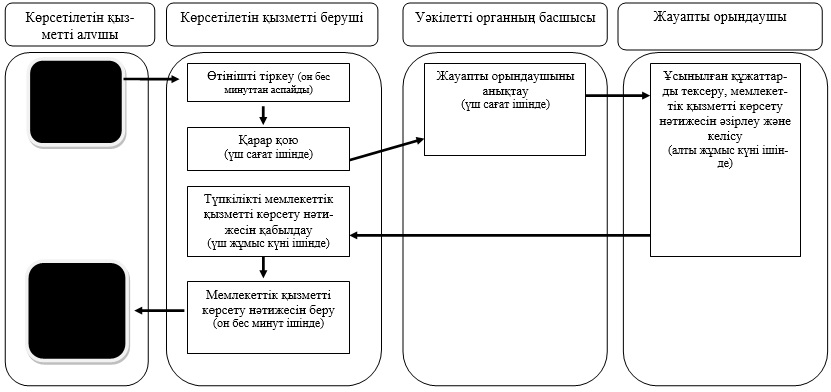 Көрсетілетін қыз-
метті алушы
Көрсетілетін қызметті беруші
Уәкілетті органның басшысы
Жауапты орындаушы
Өтінішті тіркеу (он бес
минуттан аспайды)
Қарар қою
(үш сағат ішінде)
Түпкілікті мемлекеттік
қызметті көрсету нәти-
жесін қабылдау
(үш жұмыс күні ішінде)
Мемлекеттік қызметті
көрсету нәтижесін беру
(он бес минут ішінде)
Жауапты орындаушыны
анықтау
(үш сағат ішінде)
Ұсынылған құжаттар-
ды тексеру, мемлекет-
тік қызметті көрсету
нәтижесін әзірлеу және
келісу
(алты жұмыс күні ішін-
де)